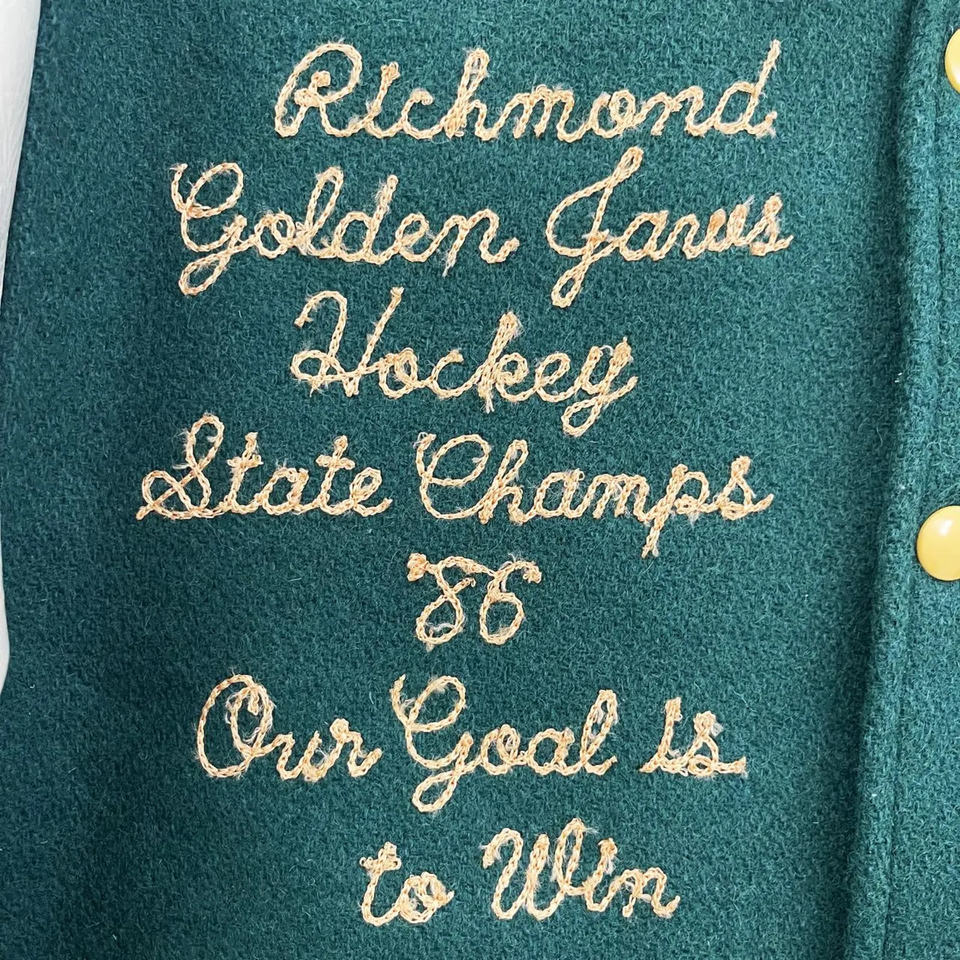 Richmond
Golden Jaws
Hockey
State Champs
86
Our Goal is
to Win